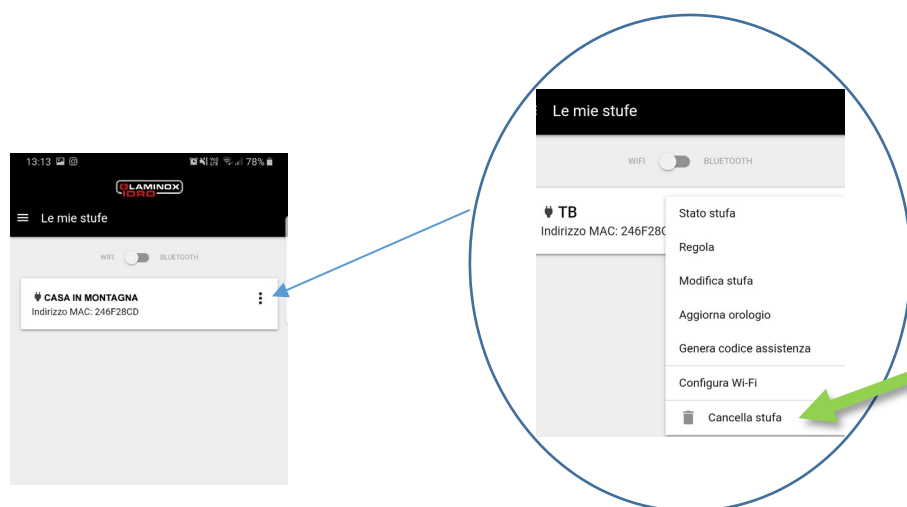 13:13 78%
LAMINOX
IDRO
Le mie stufe
WIFI BLUETOOTH
CASA IN MONTAGNA
Indirizzo MAC: 246F28CD
Le mie stufe
WIFI BLUETOOTH
TB
Indirizzo MAC: 246F28C
Stato stufa
Regola
Modifica stufa
Aggiorna orologio
Genera codice assistenza
Configura Wi-Fi
Cancella stufa